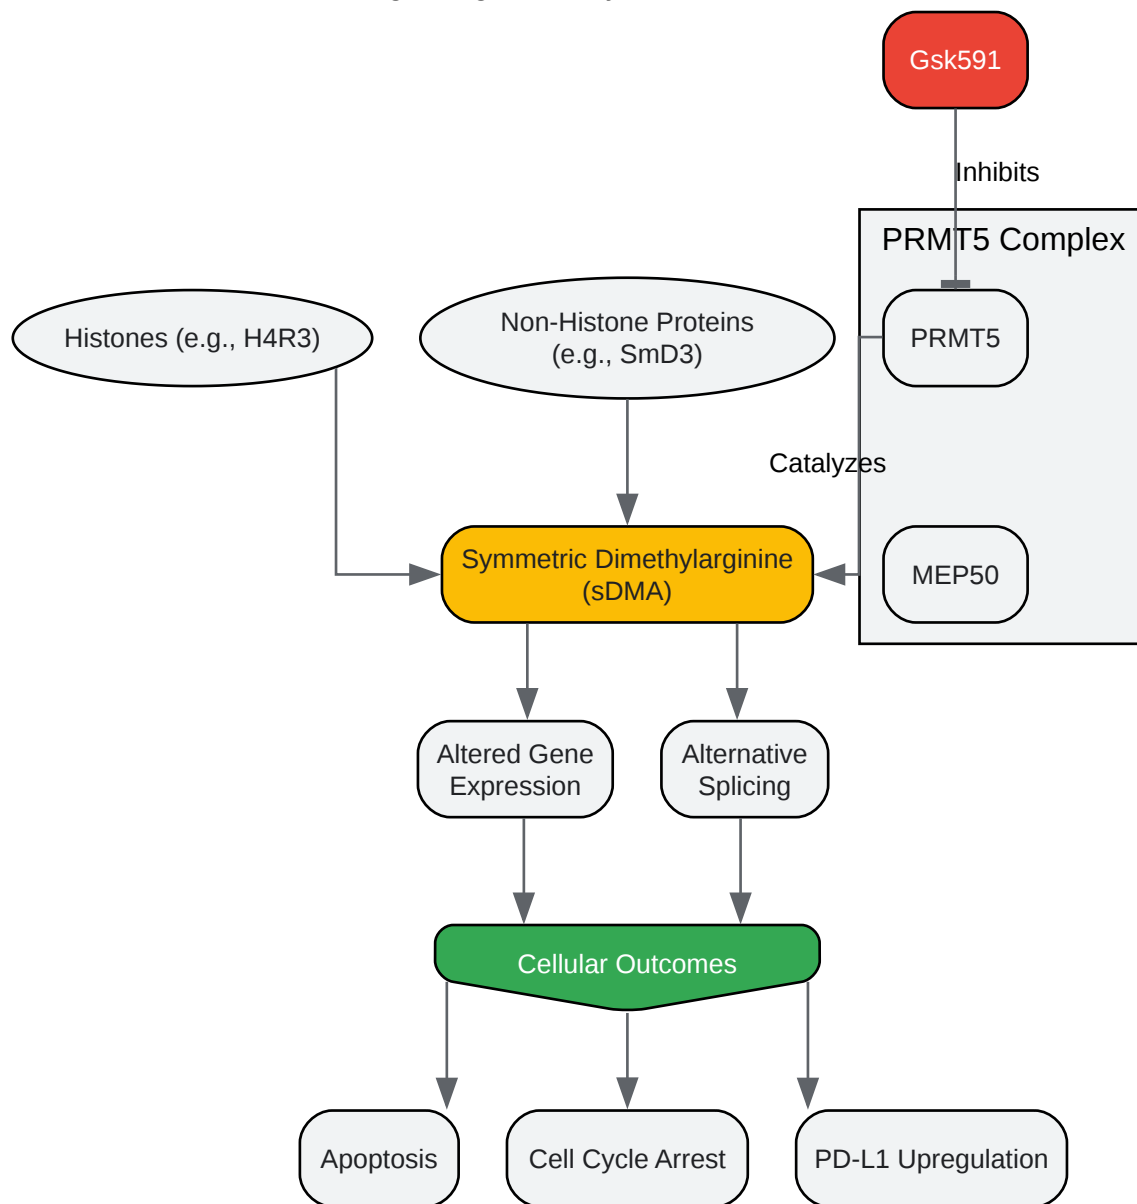 Gsk591
Inhibits
PRMT5 Complex
Histones (e.g., H4R3)
Non-Histone Proteins
(e.g., SmD3)
PRMT5
Catalyzes
Symmetric Dimethylarginine
(sDMA)
MEP50
Altered Gene
Expression
Alternative
Splicing
Cellular Outcomes
Apoptosis
Cell Cycle Arrest
PD-L1 Upregulation